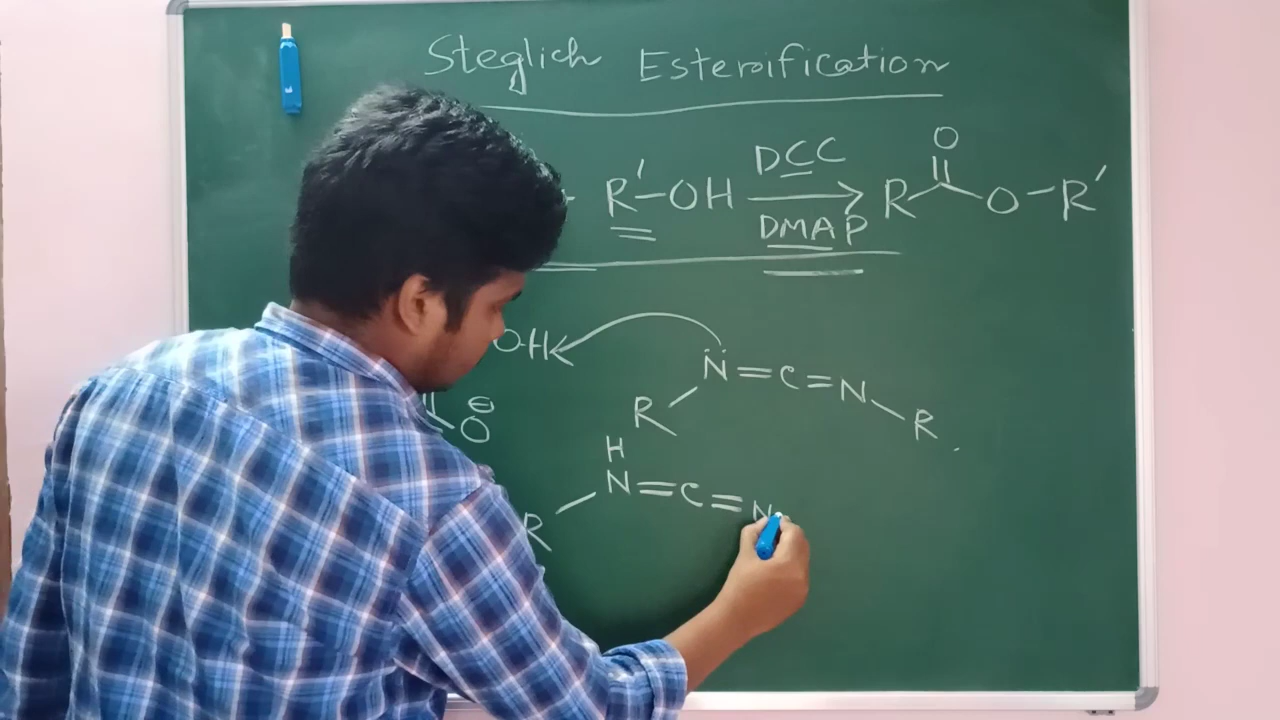 Steglich Esterification
R'-OH DCC DMAP R O O-R'
OH N=C=N
R R
O⊖
H
N=C=N
R